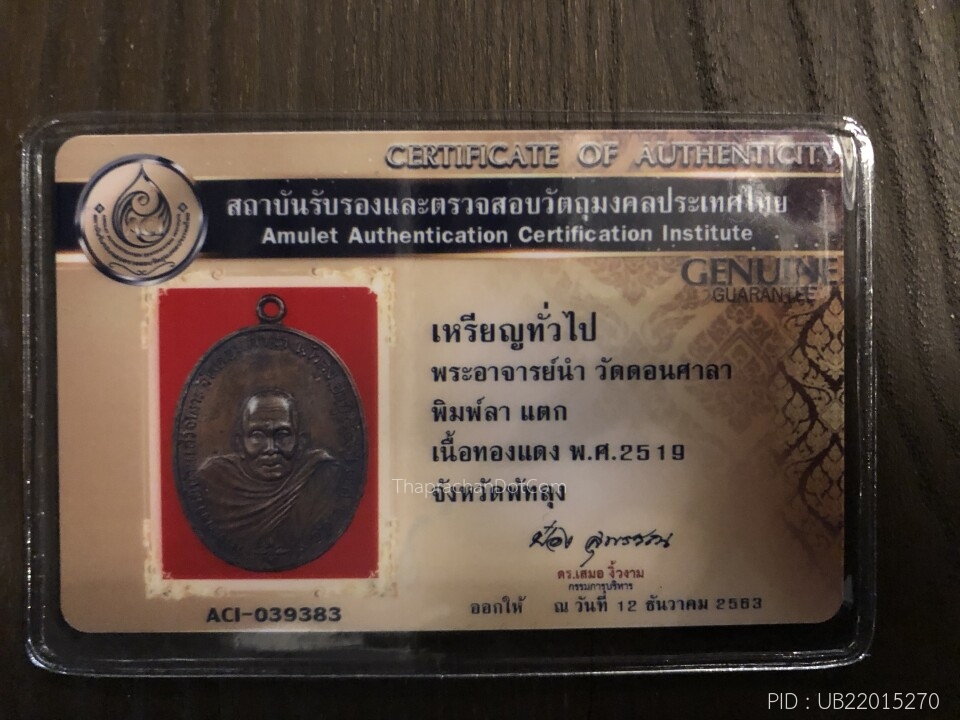 CERTIFICATE OF AUTHENTICITY
สถาบันรับรองและตรวจสอบวัตถุมงคลประเทศไทย
Amulet Authentication Certification Institute
GENUINE
GUARANTEE
เหรียญทั่วไป
พระอาจารย์นำ วัดดอนศาลา
พิมพ์ลา แตก
เนื้อทองแดง พ.ศ.2519
ThaprachanDotCom
จังหวัดพัทลุง
ดร.เสมอ งิ้วงาม
กรรมการบริหาร
ACI-039383
ออกให้ ณ วันที่ 12 ธันวาคม 2563
PID : UB22015270